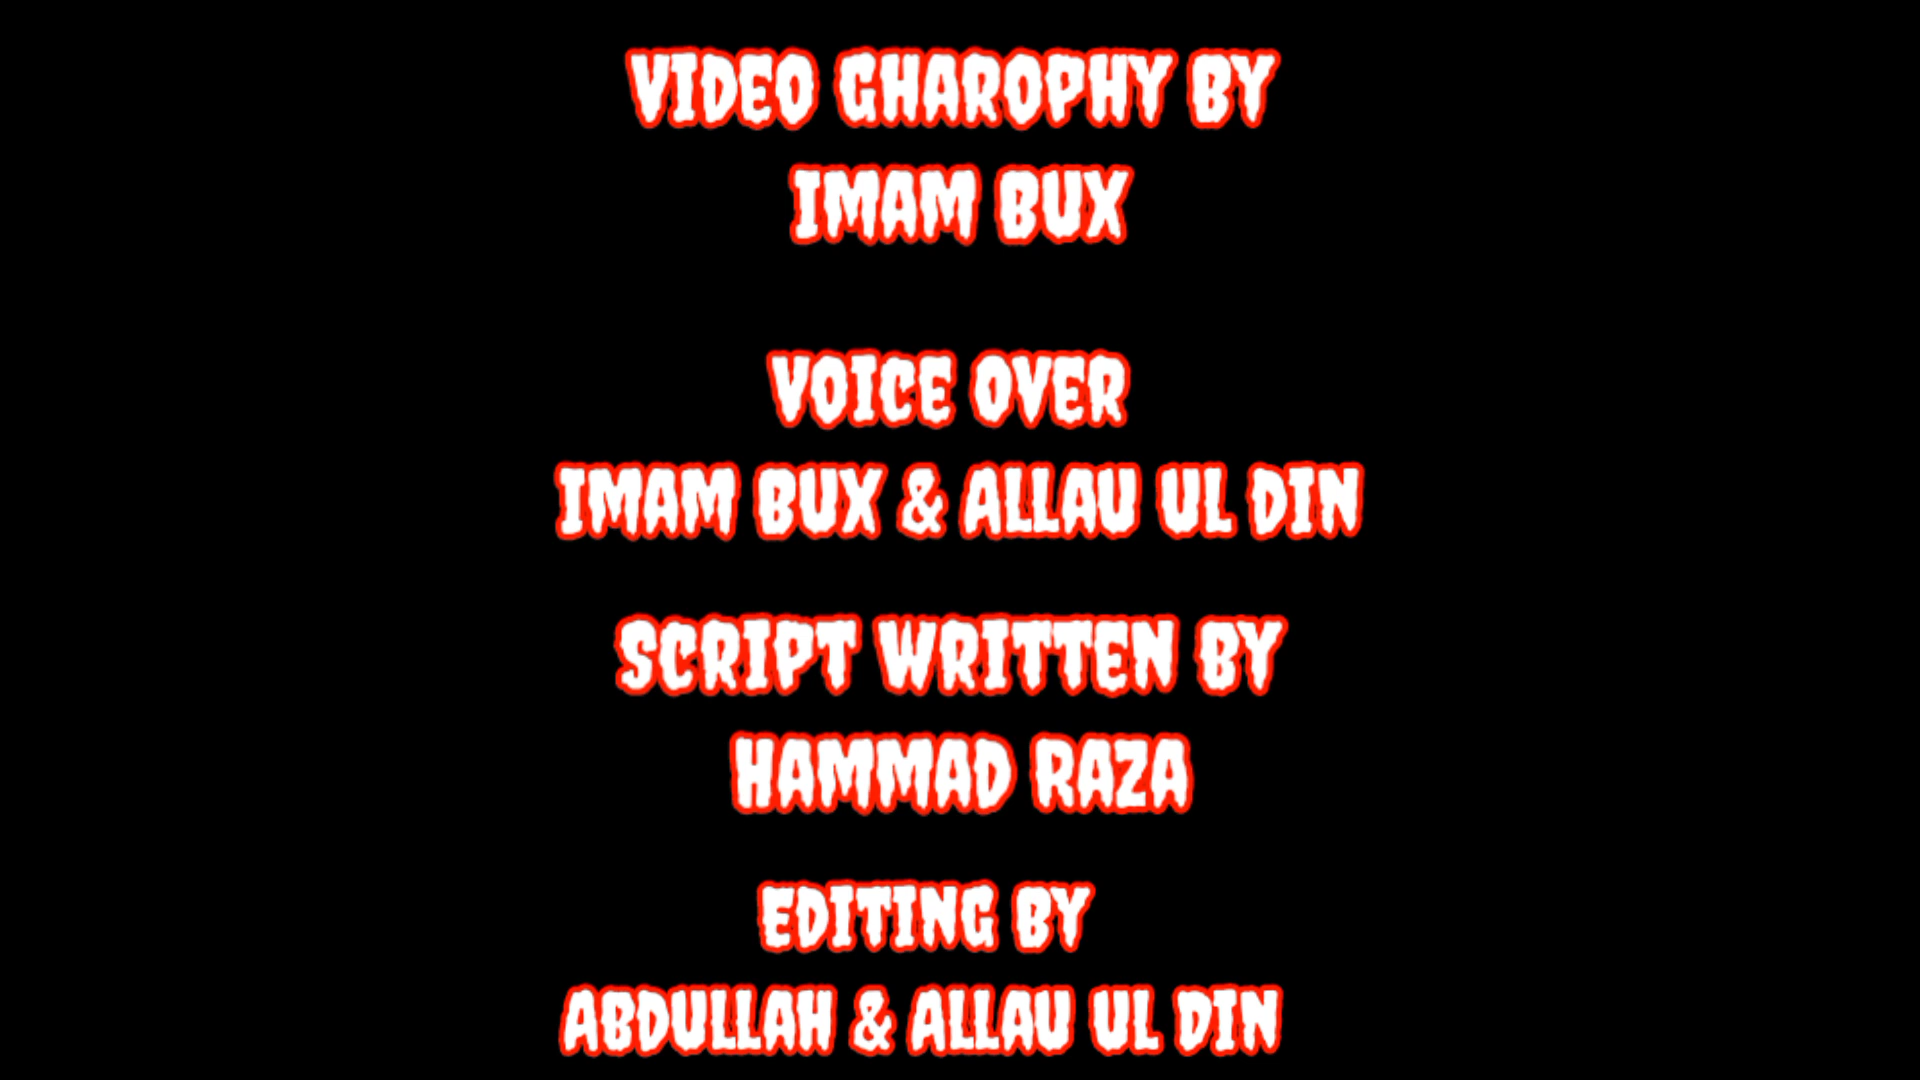 VIDEO GHAROPHY BY
IMAM BUX
VOICE OVER
IMAM BUX & ALLAU UL DIN
SCRIPT WRITTEN BY
HAMMAD RAZA
EDITING BY
ABDULLAH & ALLAU UL DIN